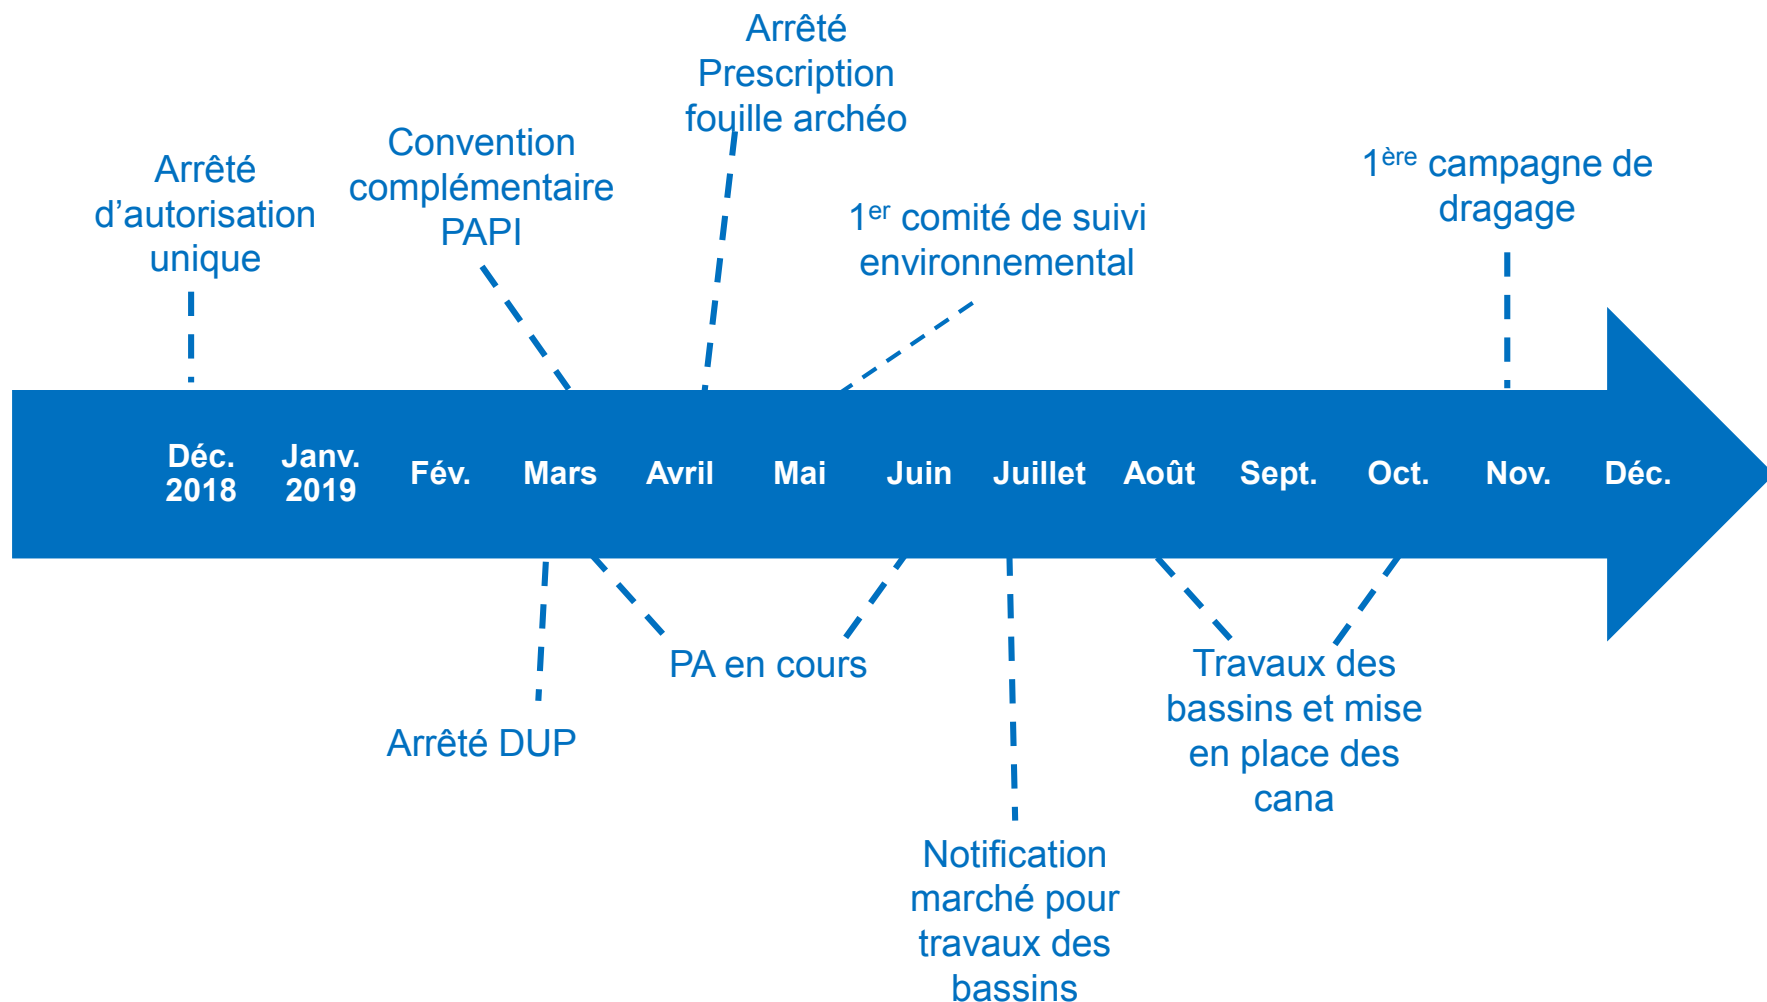 Arrêté
Prescription
fouille archéo
Convention
complémentaire
PAPI
Arrêté
d’autorisation
unique
1er comité de suivi
environnemental
1ère campagne de
dragage
Déc.
2018
Janv.
2019
Fév.
Mars
Avril
Mai
Juin
Juillet
Août
Sept.
Oct.
Nov.
Déc.
Arrêté DUP
PA en cours
Notification
marché pour
travaux des
bassins
Travaux des
bassins et mise
en place des
cana